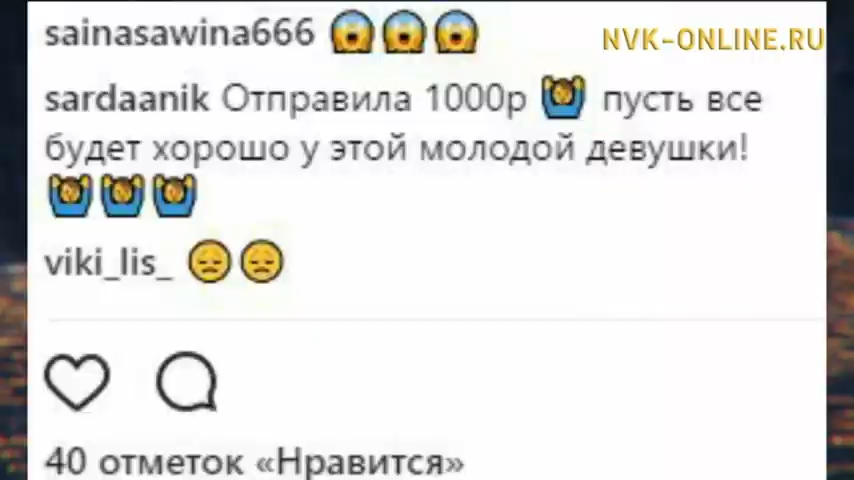 sainasawina666 😱😱😱
NVK-ONLINE.RU
sardaanik Отправила 1000р 🙆‍♂️ пусть все
будет хорошо у этой молодой девушки!
🙆‍♂️🙆‍♂️🙆‍♂️
viki_lis_ 😞😞
40 отметок «Нравится»